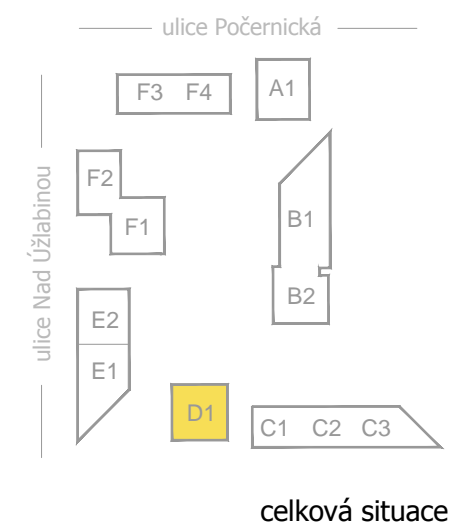 ulice Počernická
F3 F4
A1
F2
F1
B1
B2
ulice Nad Úžlabinou
E2
E1
D1
C1 C2 C3
celková situace